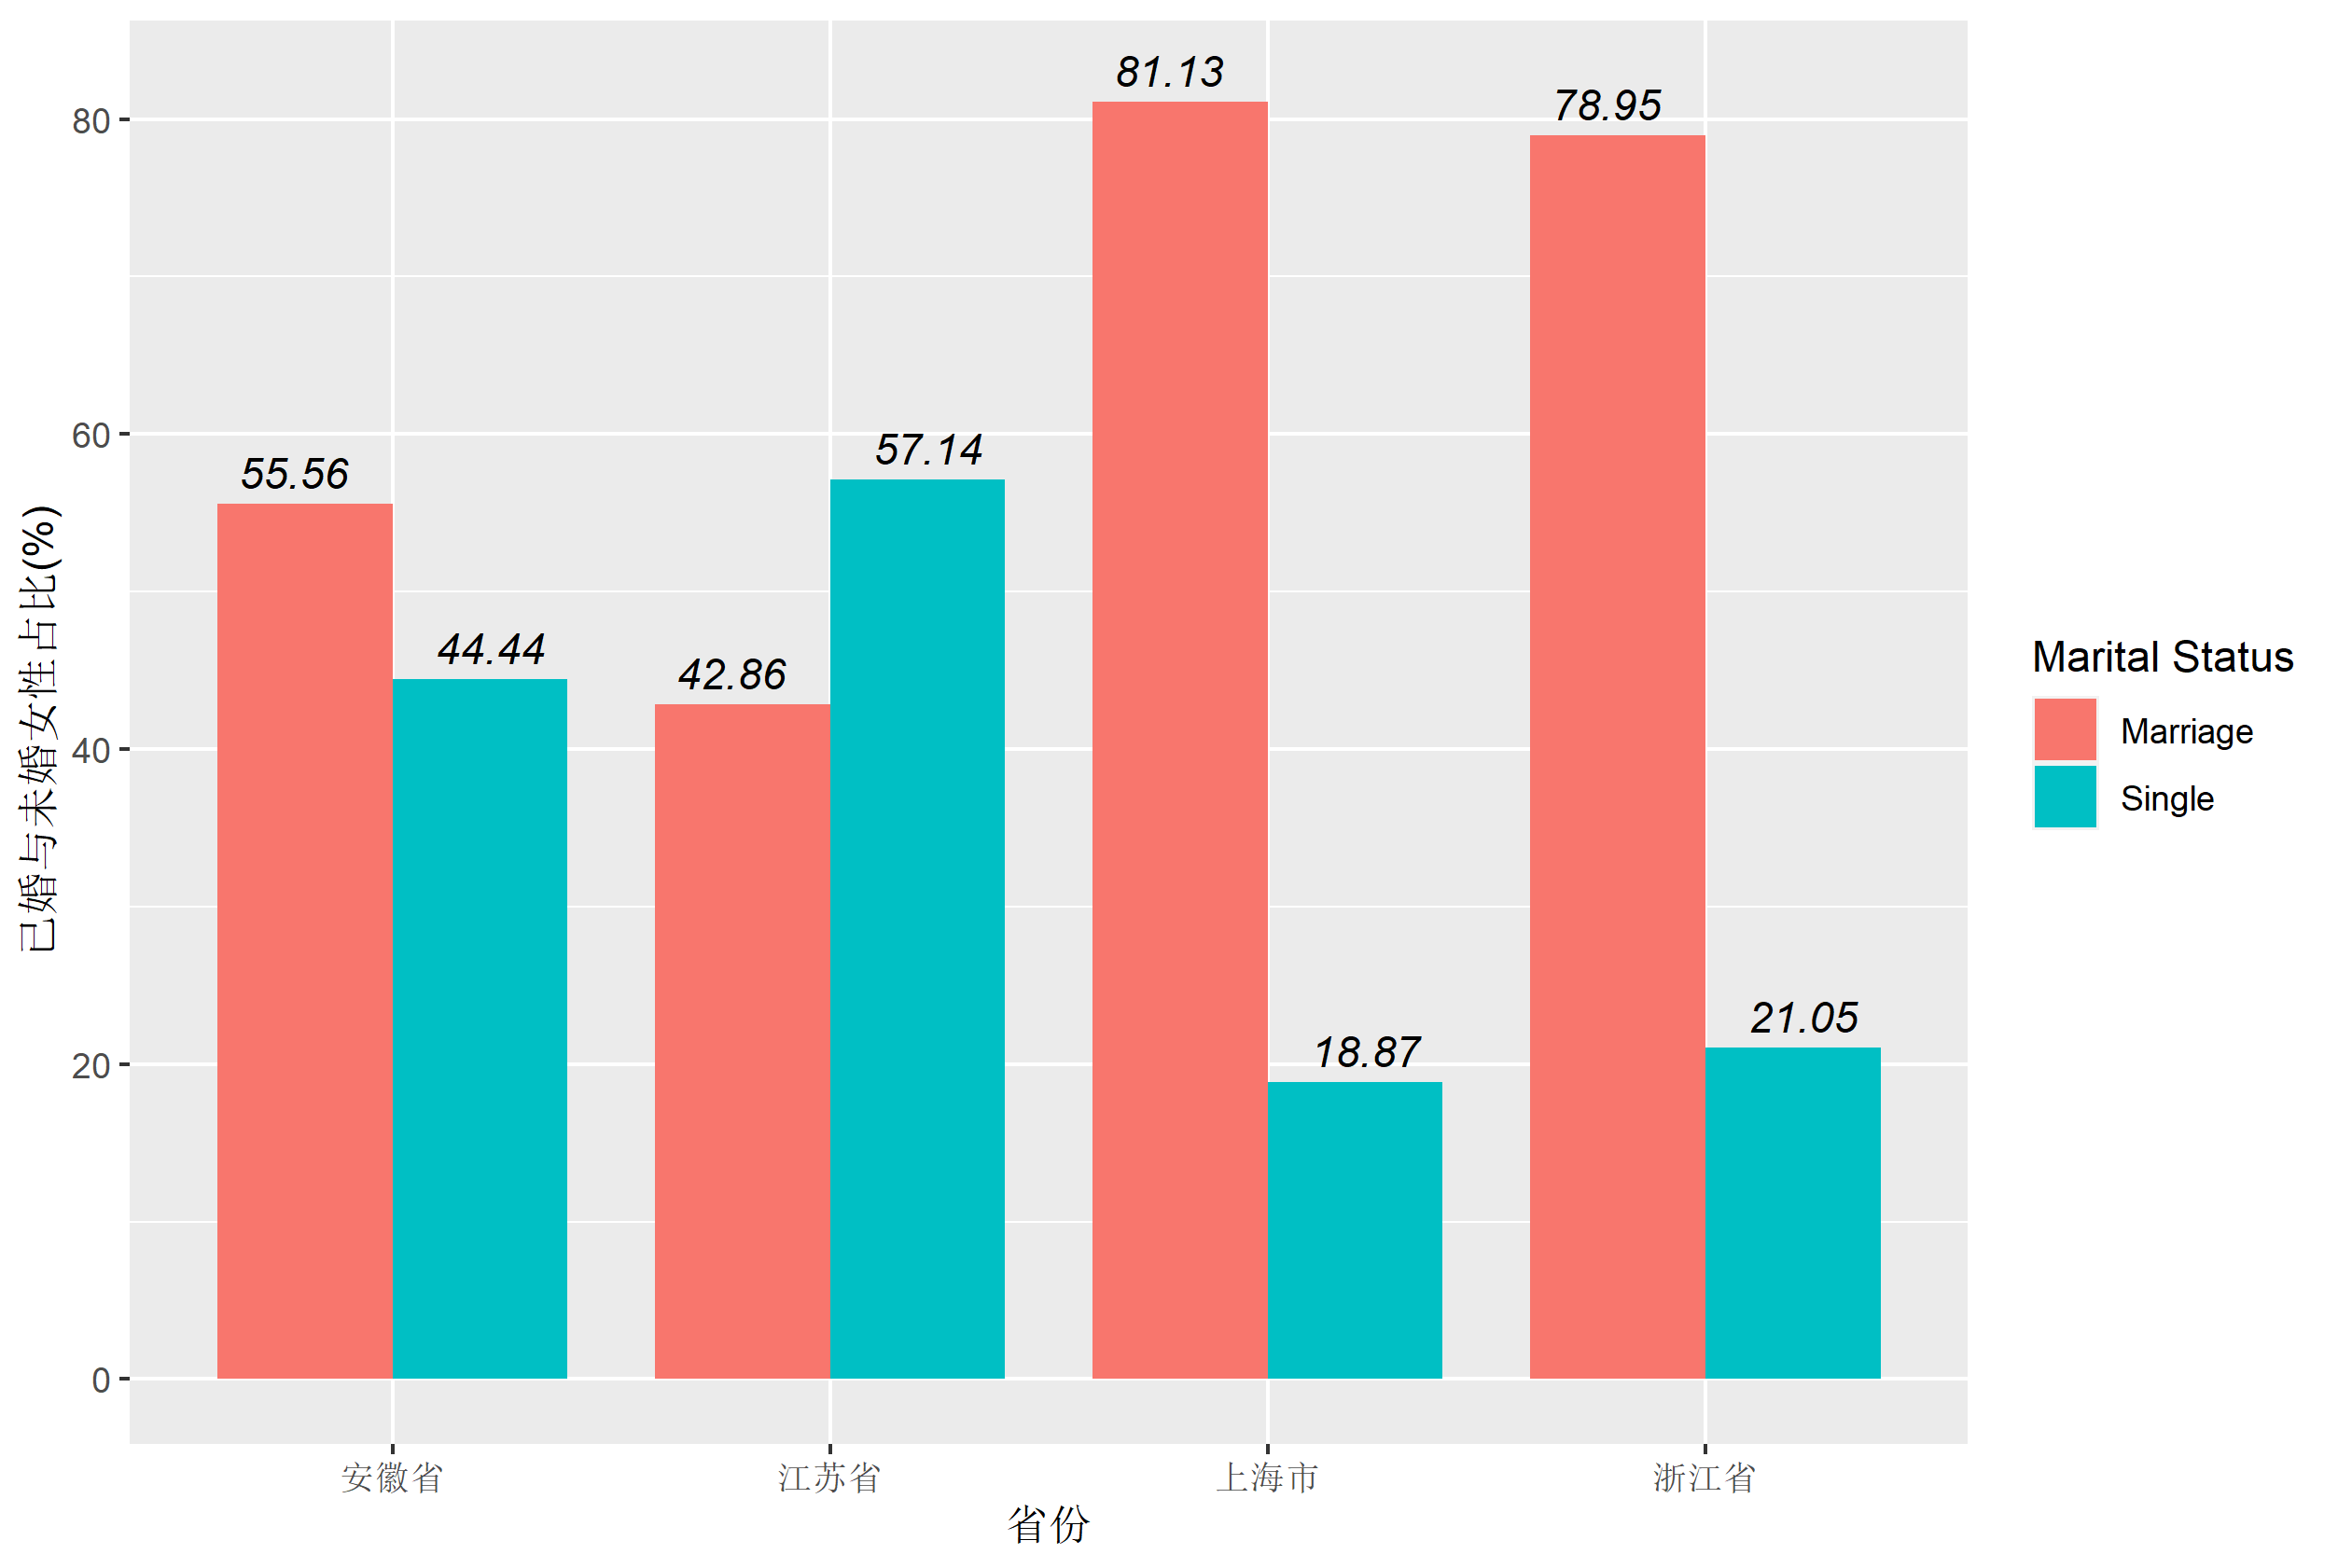 81.13
78.95
80
57.14
60
55.56
44.44
42.86
40
21.05
18.87
20
0
已婚与未婚女性占比(%)
Marital Status
Marriage
Single
安徽省 江苏省 上海市 浙江省
省份